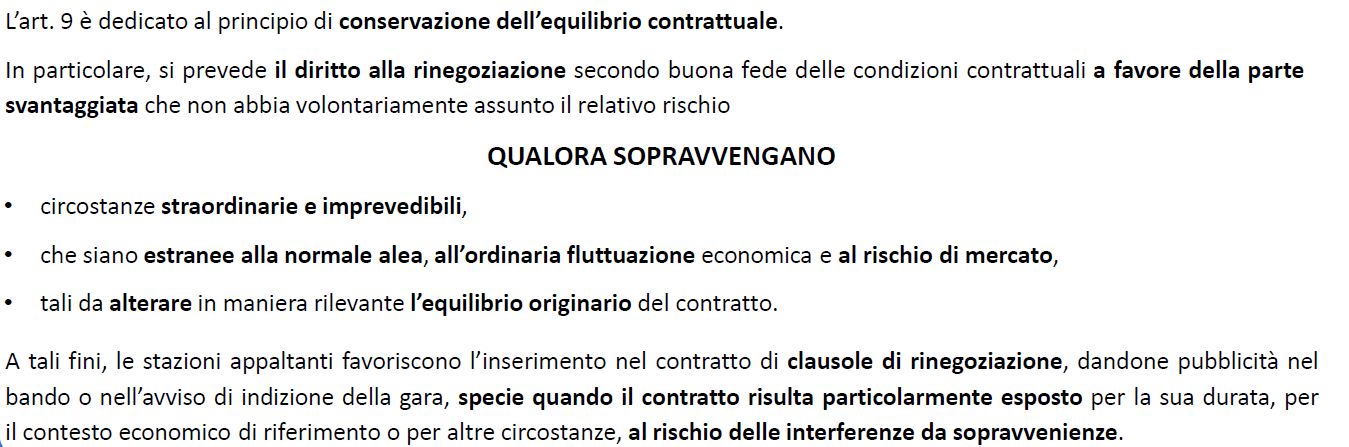 L’art. 9 è dedicato al principio di conservazione dell’equilibrio contrattuale.
In particolare, si prevede il diritto alla rinegoziazione secondo buona fede delle condizioni contrattuali a favore della parte
svantaggiata che non abbia volontariamente assunto il relativo rischio
QUALORA SOPRAVVENGANO
• circostanze straordinarie e imprevedibili,
• che siano estranee alla normale alea, all’ordinaria fluttuazione economica e al rischio di mercato,
• tali da alterare in maniera rilevante l’equilibrio originario del contratto.
A tali fini, le stazioni appaltanti favoriscono l’inserimento nel contratto di clausole di rinegoziazione, dandone pubblicità nel
bando o nell’avviso di indizione della gara, specie quando il contratto risulta particolarmente esposto per la sua durata, per
il contesto economico di riferimento o per altre circostanze, al rischio delle interferenze da sopravvenienze.